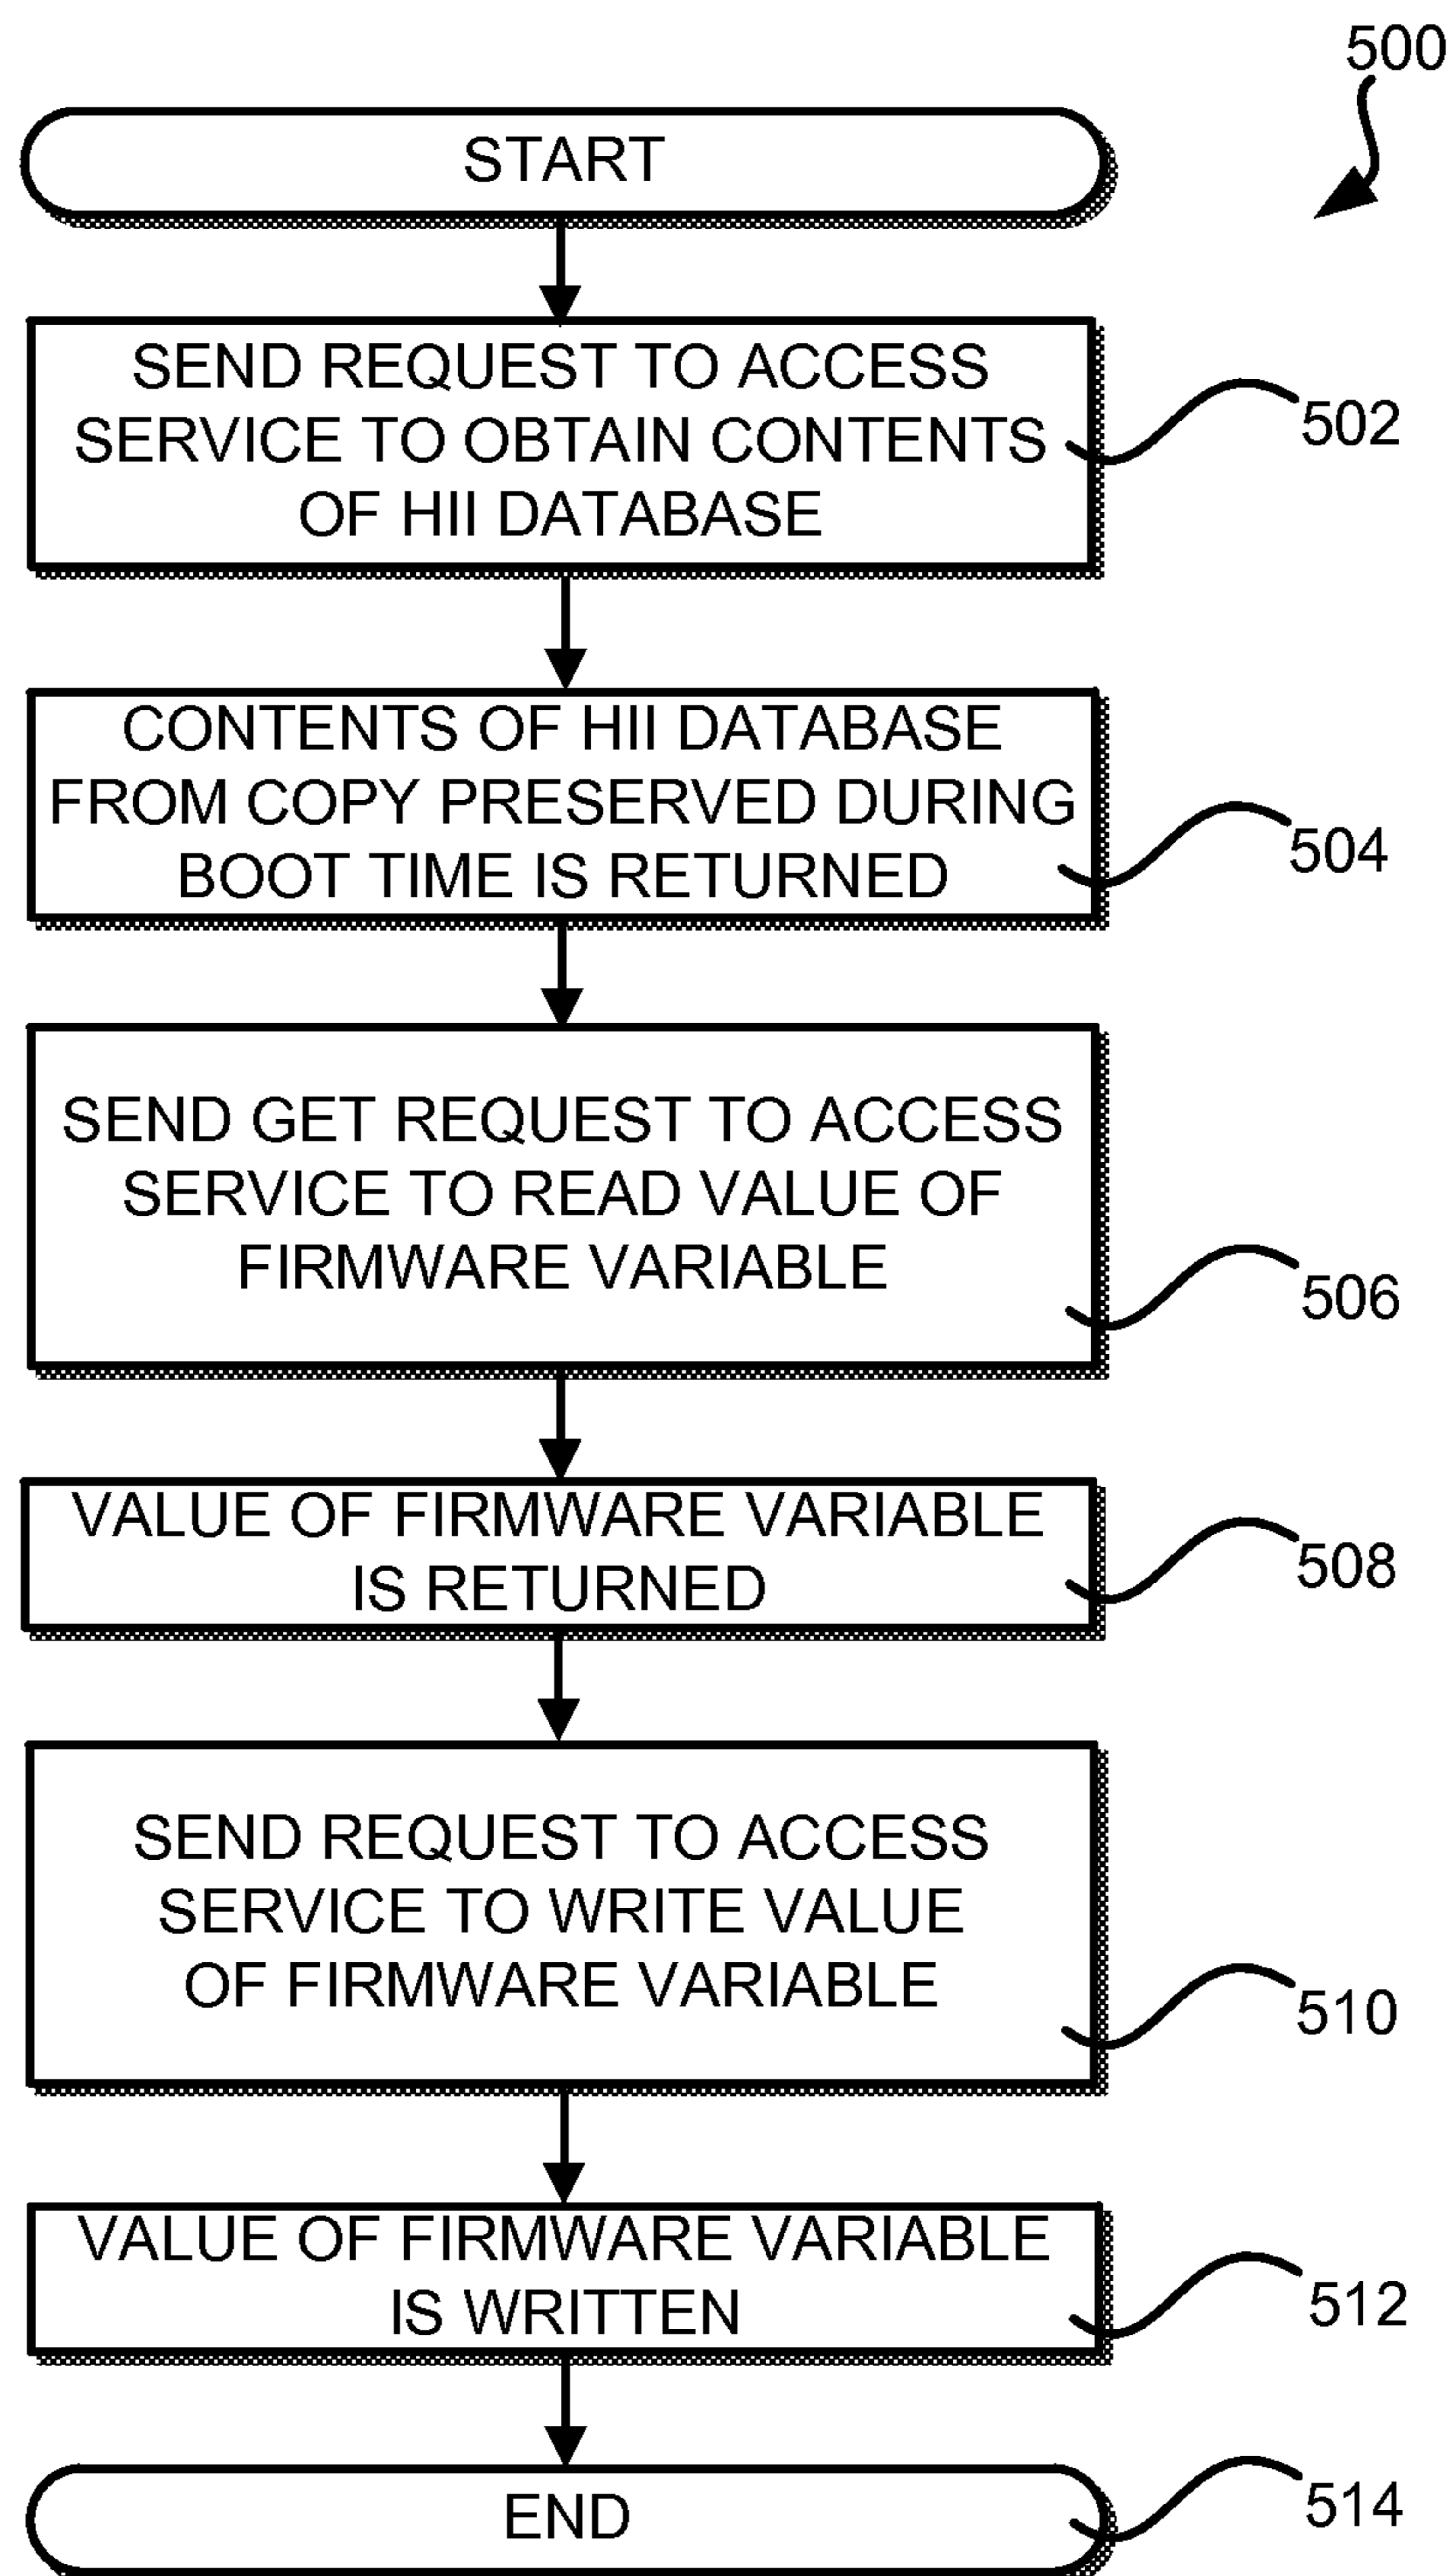 500
START
SEND REQUEST TO ACCESS
SERVICE TO OBTAIN CONTENTS
OF HII DATABASE
502
CONTENTS OF HII DATABASE
FROM COPY PRESERVED DURING
BOOT TIME IS RETURNED
504
SEND GET REQUEST TO ACCESS
SERVICE TO READ VALUE OF
FIRMWARE VARIABLE
506
VALUE OF FIRMWARE VARIABLE
IS RETURNED
508
SEND REQUEST TO ACCESS
SERVICE TO WRITE VALUE
OF FIRMWARE VARIABLE
510
VALUE OF FIRMWARE VARIABLE
IS WRITTEN
512
END
514